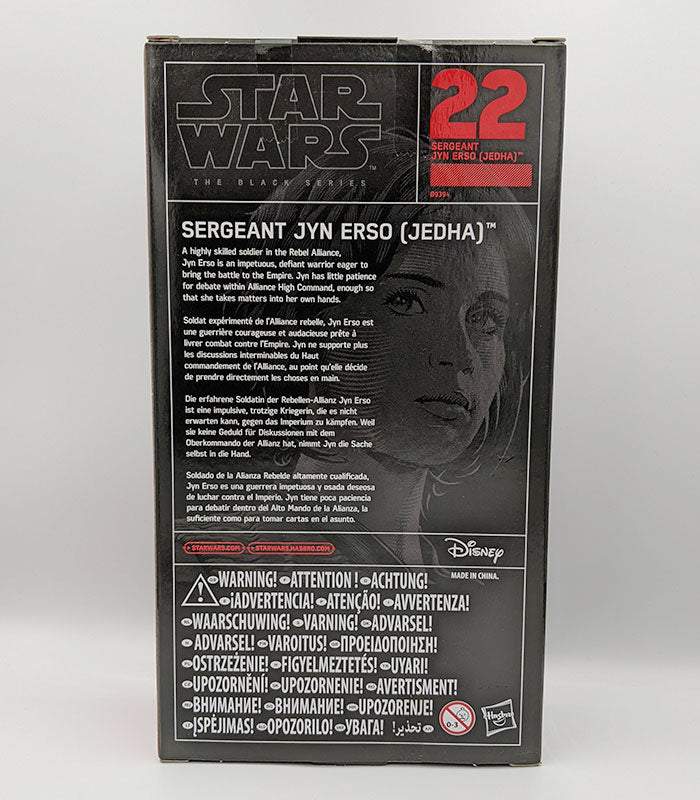 STAR
WARS™
THE BLACK SERIES
22
SERGEANT
JYN ERSO (JEDHA)™
B9394
SERGEANT JYN ERSO (JEDHA)™
A highly skilled soldier in the Rebel Alliance,
Jyn Erso is an impetuous, defiant warrior eager to
bring the battle to the Empire. Jyn has little patience
for debate within Alliance High Command, enough so
that she takes matters into her own hands.
Soldat expérimenté de l'Alliance rebelle, Jyn Erso est
une guerrière courageuse et audacieuse prête à
livrer combat contre l'Empire. Jyn ne supporte plus
les discussions interminables du Haut
commandement de l'Alliance, au point qu'elle décide
de prendre directement les choses en main.
Die erfahrene Soldatin der Rebellen-Allianz Jyn Erso
ist eine impulsive, trotzige Kriegerin, die es nicht
erwarten kann, gegen das Imperium zu kämpfen. Weil
sie keine Geduld für Diskussionen mit dem
Oberkommando der Allianz hat, nimmt Jyn die Sache
selbst in die Hand.
Soldado de la Alianza Rebelde altamente cualificada,
Jyn Erso es una guerrera impetuosa y osada deseosa
de luchar contra el Imperio. Jyn tiene poca paciencia
para debatir dentro del Alto Mando de la Alianza, la
suficiente como para tomar cartas en el asunto.
STARWARS.COM STARWARS.HASBRO.COM
Disney
MADE IN CHINA.
WARNING! ATTENTION ! ACHTUNG!
¡ADVERTENCIA! ATENÇÃO! AVVERTENZA!
WAARSCHUWING! VARNING! ADVARSEL!
ADVARSEL! VAROITUS! ΠΡΟΕΙΔΟΠΟΙΗΣΗ!
OSTRZEŻENIE! FIGYELMEZTETÉS! UYARI!
UPOZORNĚNÍ! UPOZORNENIE! AVERTISMENT!
ВНИМАНИЕ! ВНИМАНИЕ! UPOZORENJE!
ĮSPĖJIMAS! OPOZORILO! УВАГА! تحذير!
0-3
Hasbro